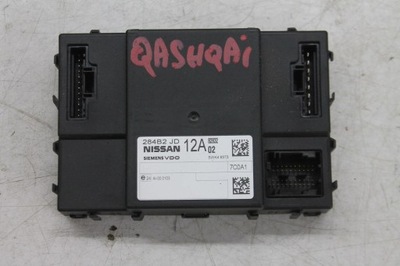 QASHQAi
284B2 JD
NISSAN 12A 02
SIEMENS VDO
7C0A1